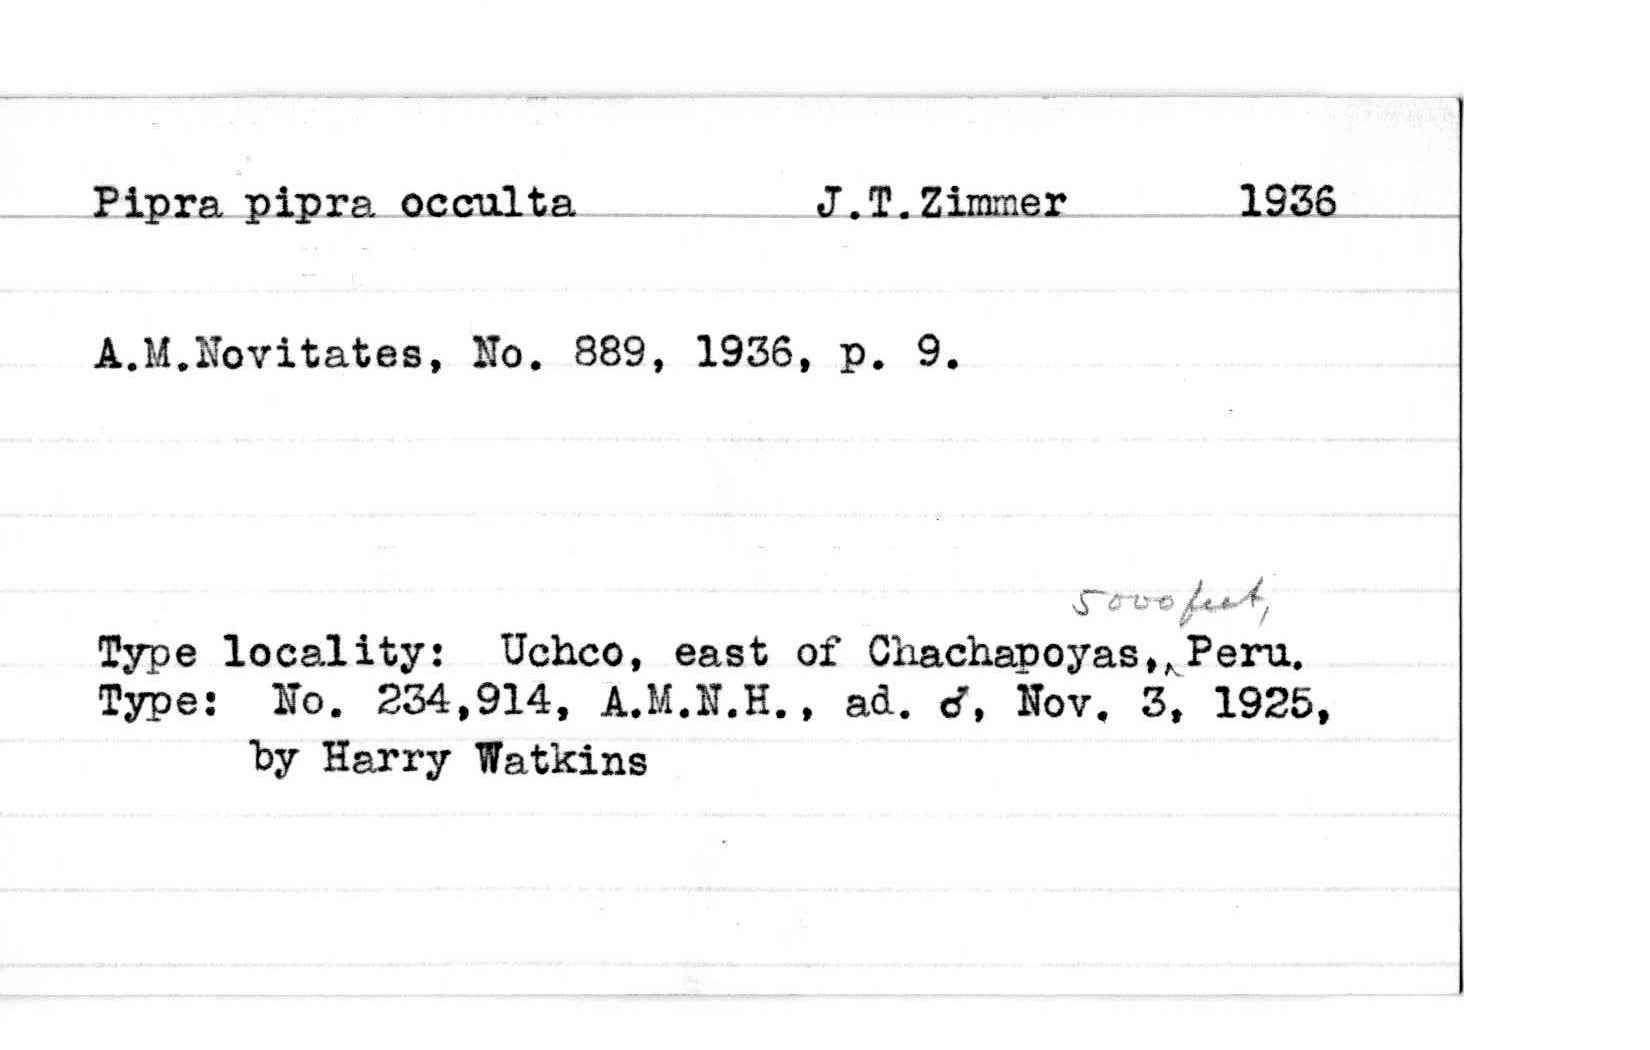 Pipra pipra occulta J.T.Zimmer 1936
A.M.Novitates, No. 889, 1936, p. 9.
5000 feet,
Type locality: Uchco, east of Chachapoyas,‸Peru.
Type: No. 234,914, A.M.N.H., ad. ♂, Nov. 3, 1925,
by Harry Watkins